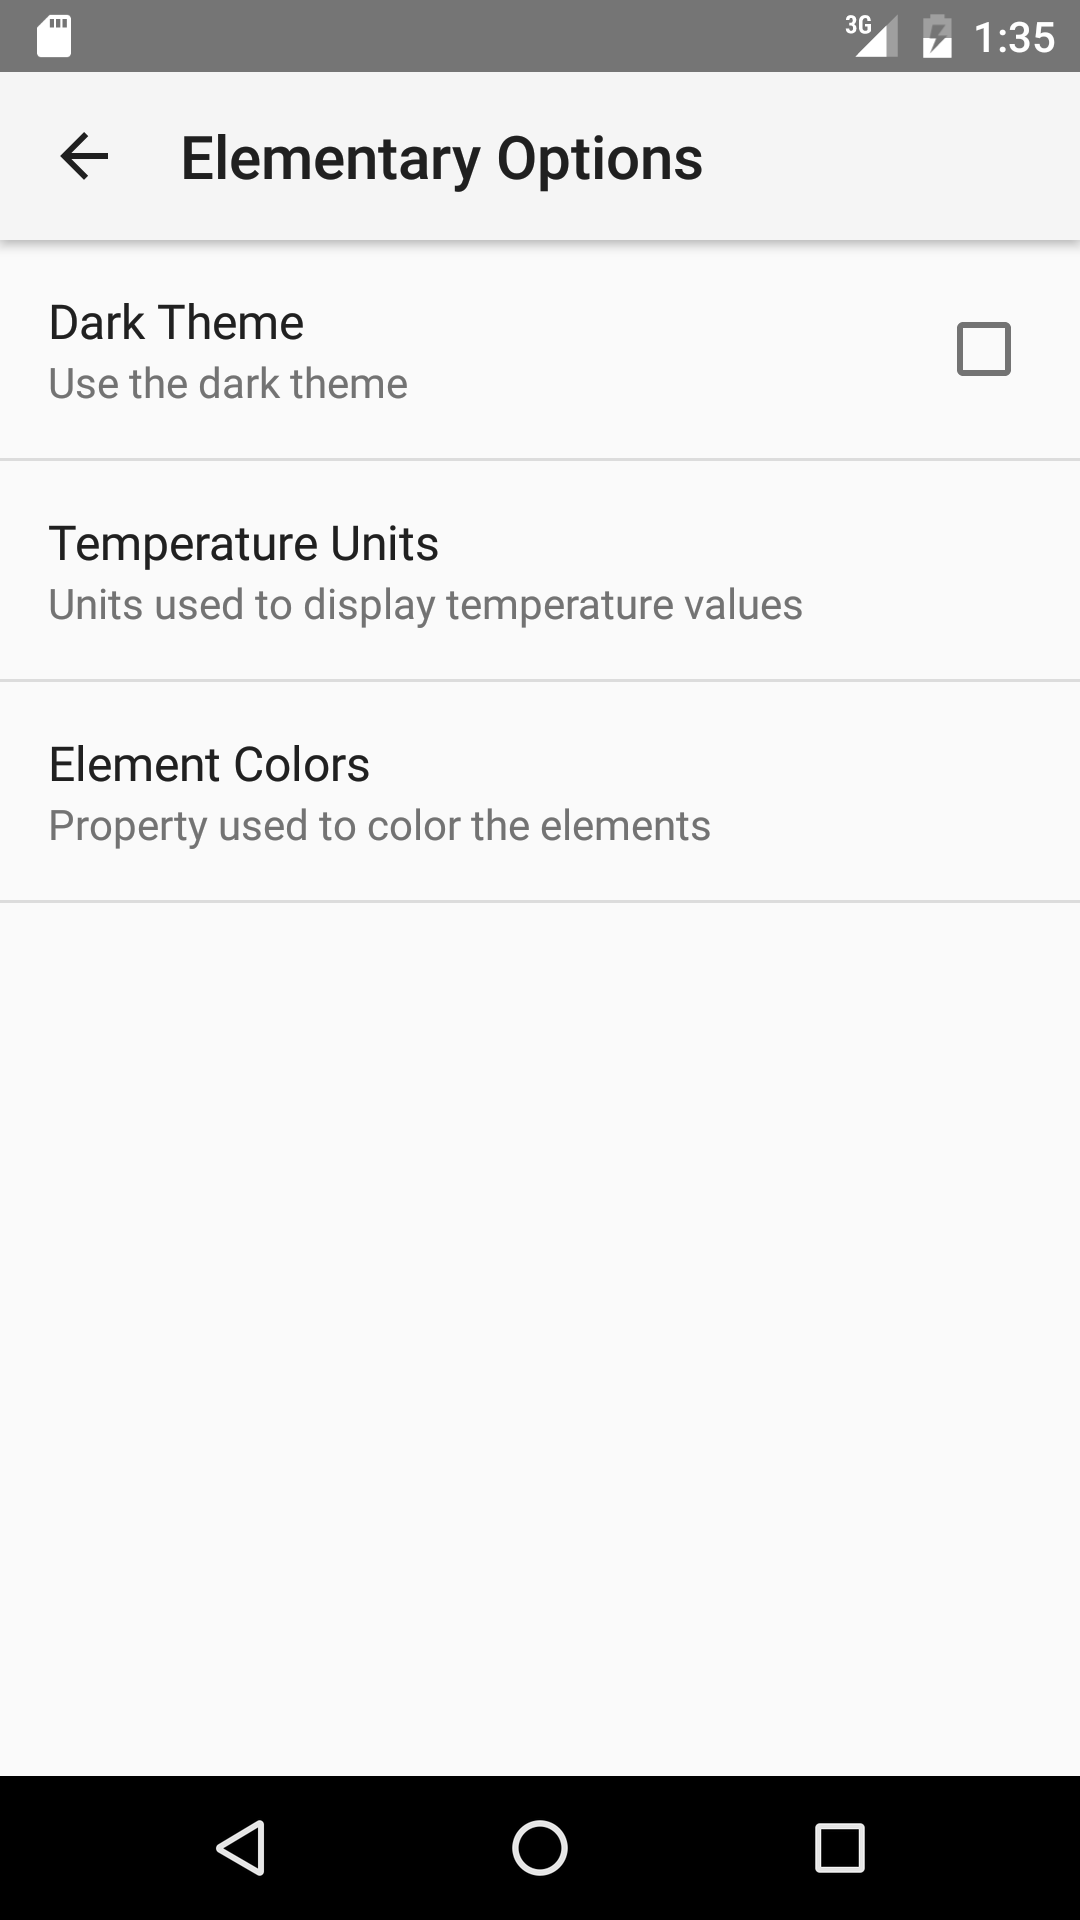 3G 1:35
Elementary Options
Dark Theme
Use the dark theme
Temperature Units
Units used to display temperature values
Element Colors
Property used to color the elements